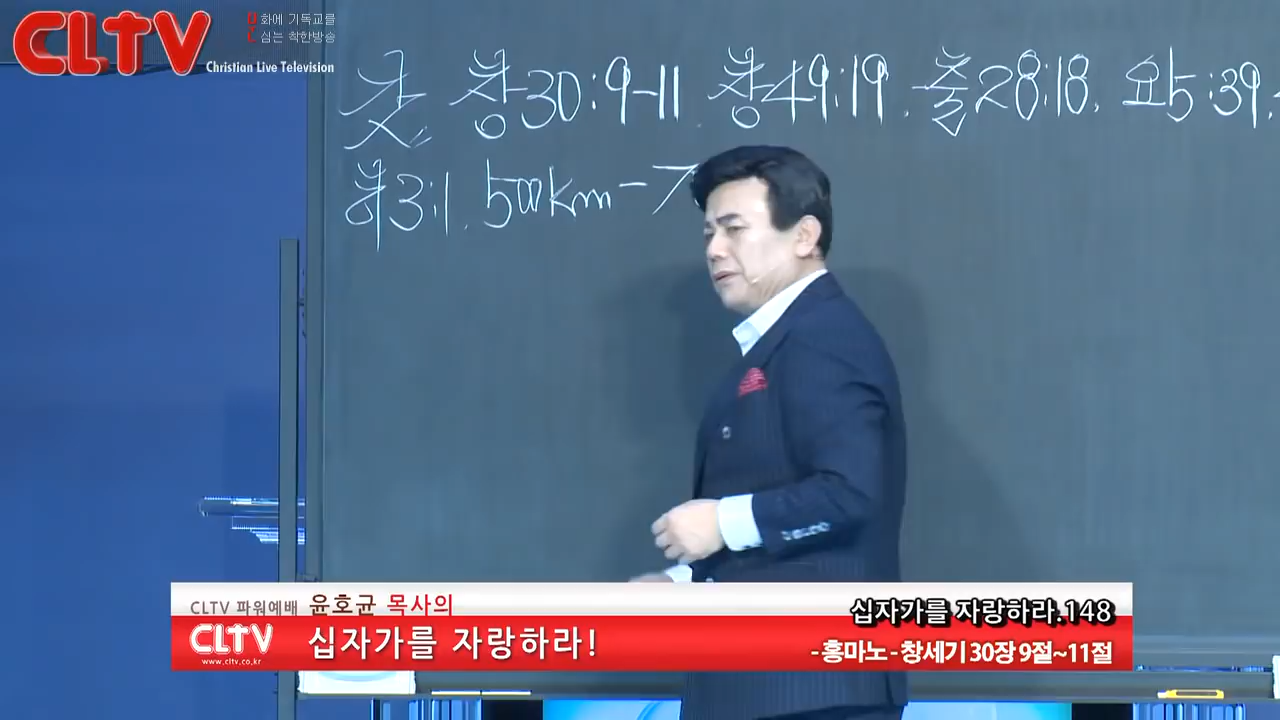 CLTV
문화에 기독교를
심는 착한방송
Christian Live Television
갓 창30:9-11. 창49:19. 출28:18. 요5:39.
히3:1. 500km - 7
CLTV 파워예배 윤호균 목사의
십자가를 자랑하라.148
CLTV
www.cltv.co.kr
십자가를 자랑하라!
- 홍마노 - 창세기 30장 9절~11절